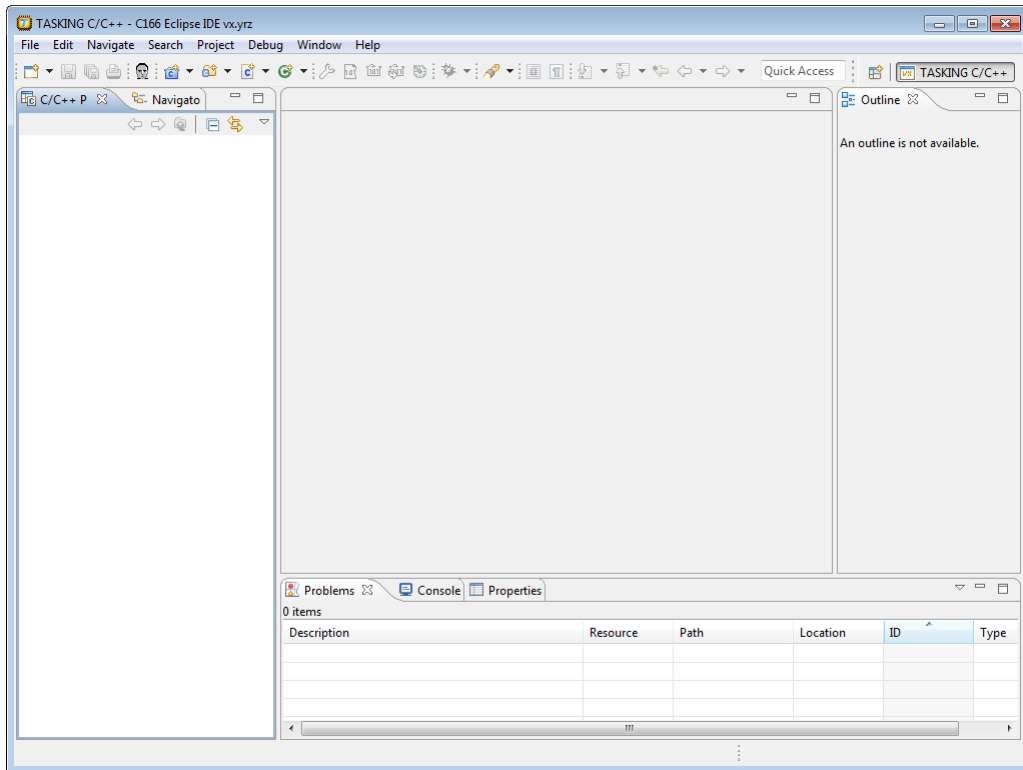 TASKING C/C++ - C166 Eclipse IDE vx.yrz
File Edit Navigate Search Project Debug Window Help
Quick Access TASKING C/C++
C/C++ P Navigato
Outline
An outline is not available.
Problems Console Properties
0 items
Description Resource Path Location ID Type